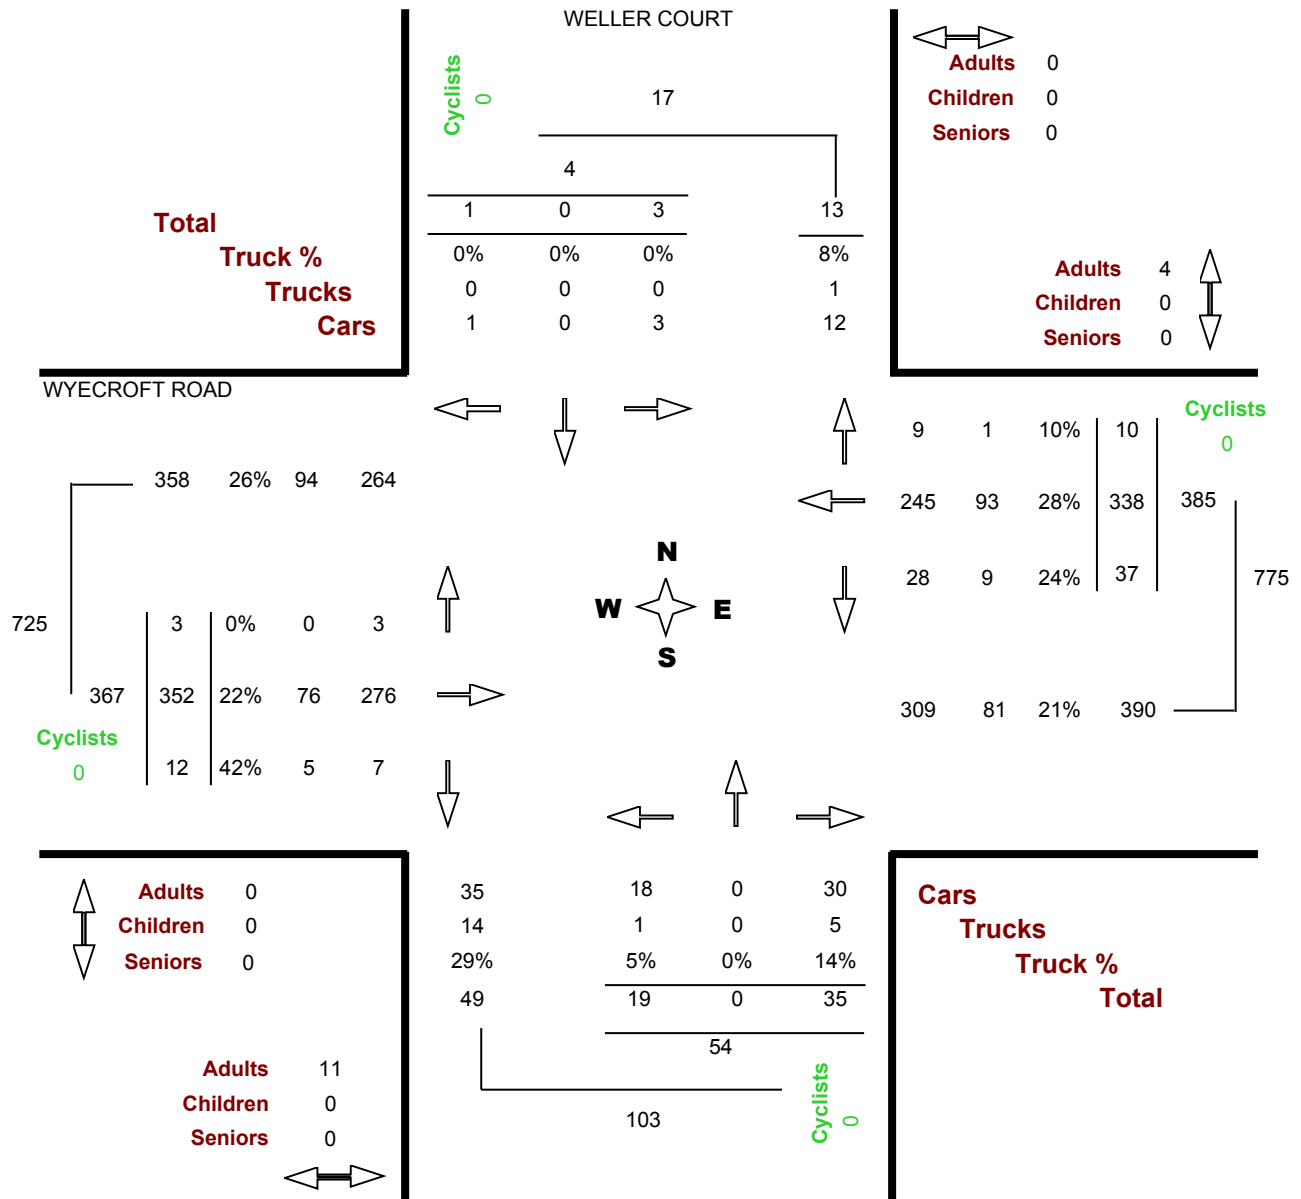 WELLER COURT
Cyclists
0
17
4
1 0 3 13
0% 0% 0% 8%
0 0 0 1
1 0 3 12
Total
Truck %
Trucks
Cars
Adults 0
Children 0
Seniors 0
Adults 4
Children 0
Seniors 0
WYECROFT ROAD
358 26% 94 264
725
3 0% 0 3
367 352 22% 76 276
12 42% 5 7
Cyclists
0
N
W E
S
Cyclists
0
9 1 10% 10
245 93 28% 338 385
28 9 24% 37
775
309 81 21% 390
Adults 0
Children 0
Seniors 0
Adults 11
Children 0
Seniors 0
35 18 0 30
14 1 0 5
29% 5% 0% 14%
49 19 0 35
54
103
Cyclists
0
Cars
Trucks
Truck %
Total